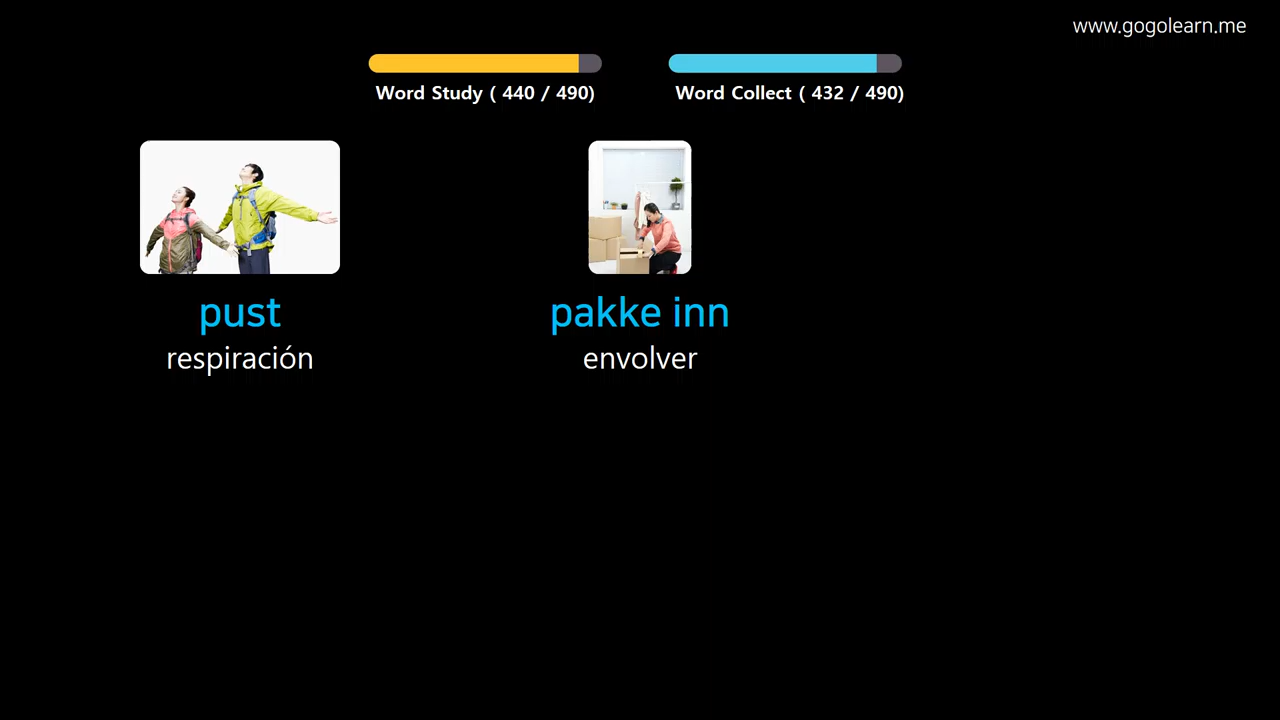 www.gogolearn.me
Word Study ( 440 / 490)
Word Collect ( 432 / 490)
pust
respiración
pakke inn
envolver